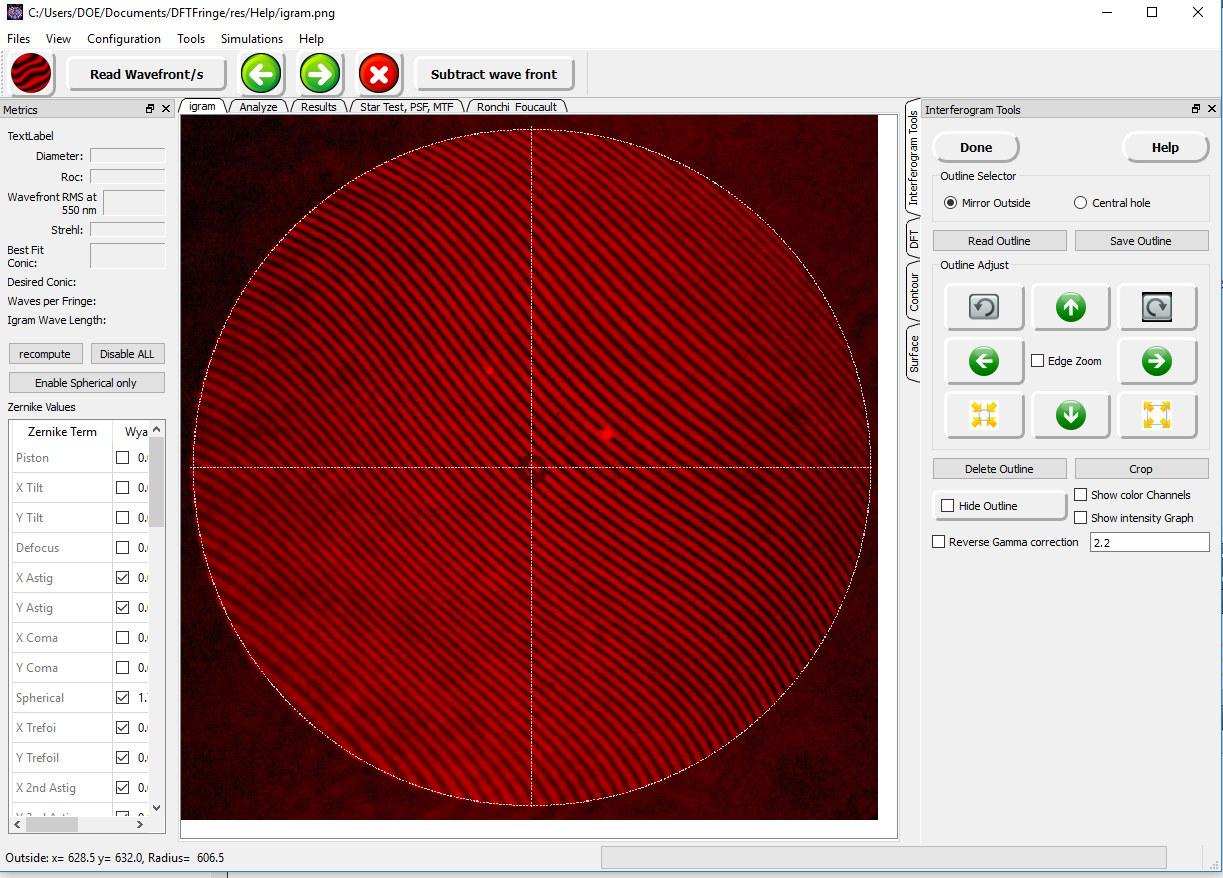 C:/Users/DOE/Documents/DFTFringe/res/Help/igram.png
Files View Configuration Tools Simulations Help
Read Wavefront/s
Subtract wave front
Metrics
TextLabel
Diameter:
Roc:
Wavefront RMS at
550 nm
Strehl:
Best Fit
Conic:
Desired Conic:
Waves per Fringe:
Igram Wave Length:
recompute
Disable ALL
Enable Spherical only
Zernike Values
Zernike Term Wya
Piston 0.
X Tilt 0.
Y Tilt 0.
Defocus 0.
X Astig 0.
Y Astig 0.
X Coma 0.
Y Coma 0.
Spherical 1.
X Trefoi 0.
Y Trefoil 0.
X 2nd Astig 0.
igram Analyze Results Star Test, PSF, MTF Ronchi Foucault
Interferogram Tools
DFT
Contour
Surface
Interferogram Tools
Done
Help
Outline Selector
Mirror Outside
Central hole
Read Outline
Save Outline
Outline Adjust
Edge Zoom
Delete Outline
Crop
Hide Outline
Show color Channels
Show intensity Graph
Reverse Gamma correction
2.2
Outside: x= 628.5 y= 632.0, Radius= 606.5